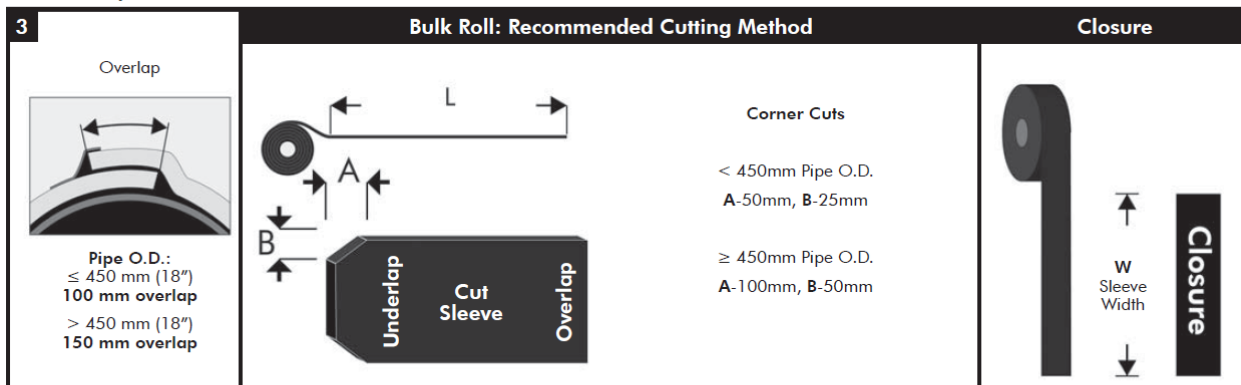 3
Bulk Roll: Recommended Cutting Method
Closure
Overlap
Pipe O.D.:
≤ 450 mm (18″)
100 mm overlap
> 450 mm (18″)
150 mm overlap
L
A
B
Underlap
Cut
Sleeve
Overlap
Corner Cuts
< 450mm Pipe O.D.
A-50mm, B-25mm
≥ 450mm Pipe O.D.
A-100mm, B-50mm
W
Sleeve
Width
Closure